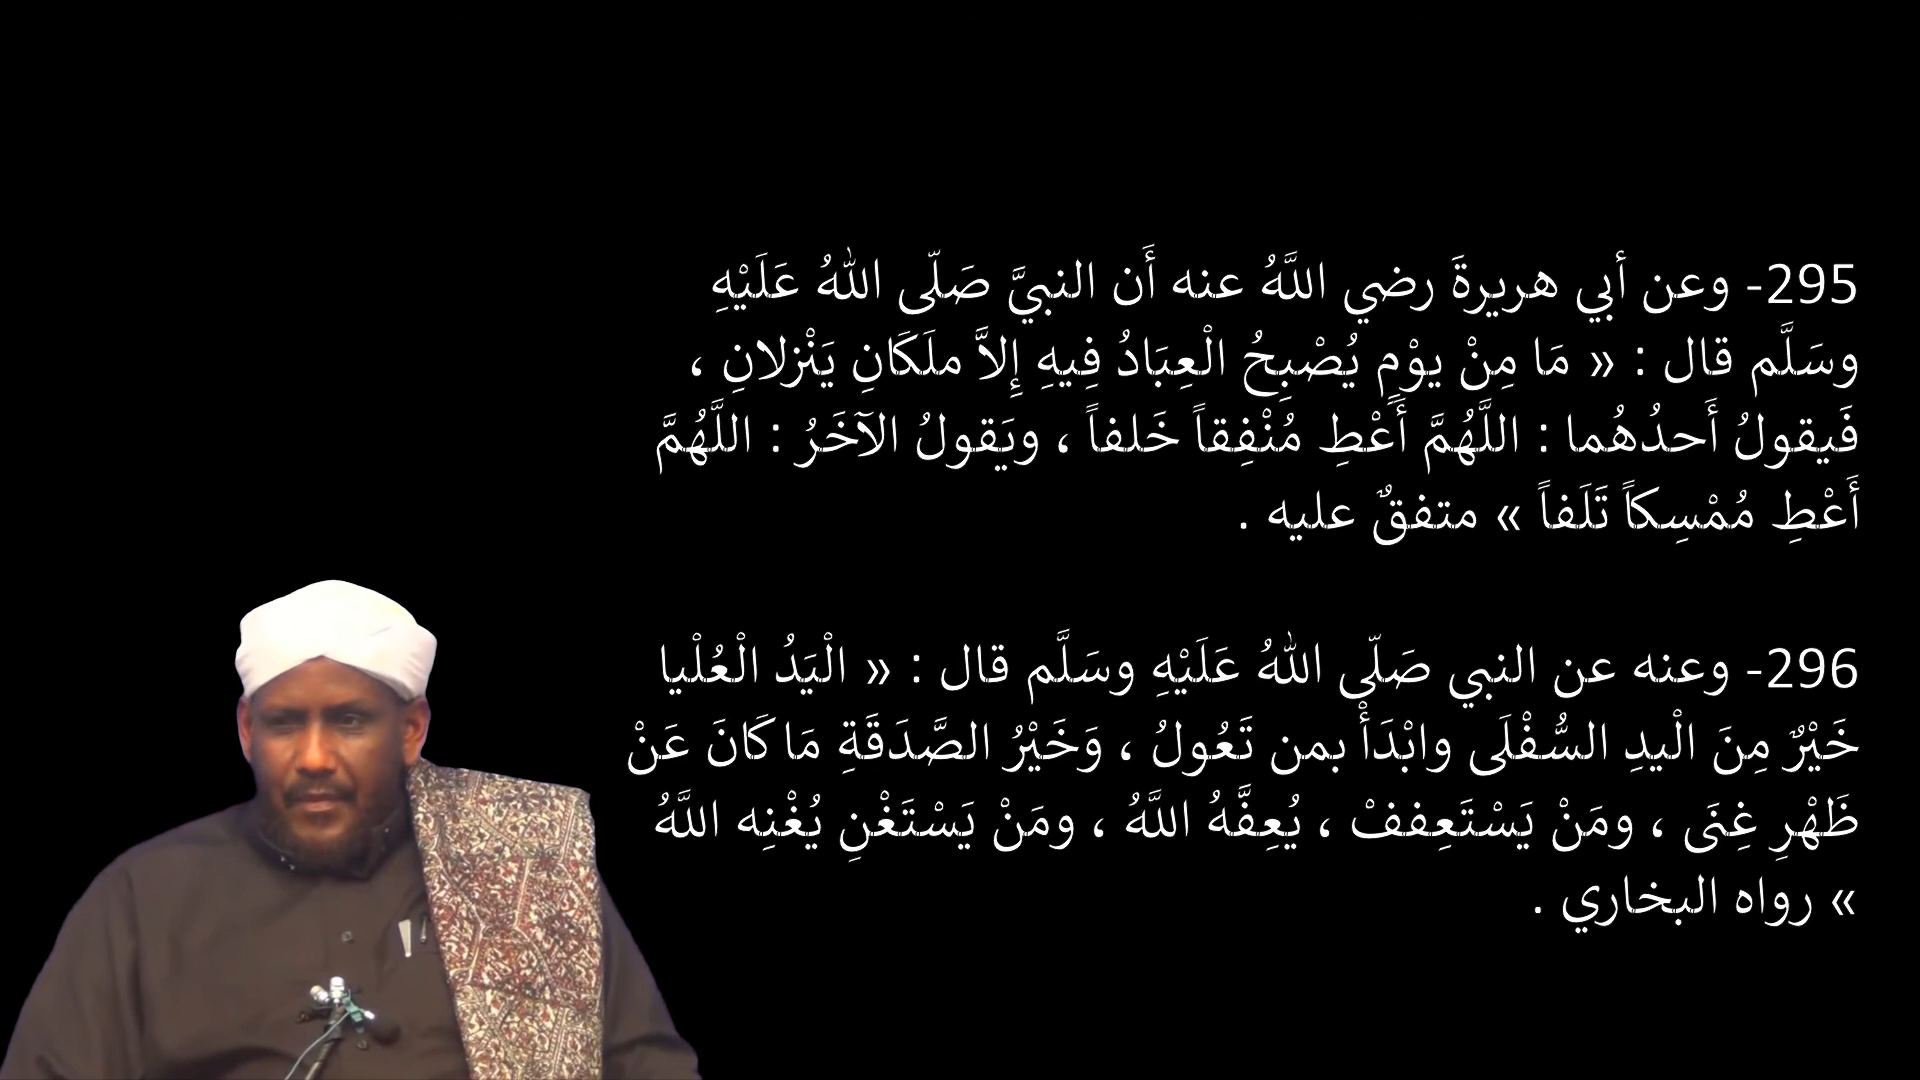 295- وعن أبي هريرةَ رضي اللَّهُ عنه أَن النبيَّ صَلّى اللهُ عَلَيْهِ
وسَلَّم قال : « مَا مِنْ يوْمٍ يُصْبِحُ الْعِبَادُ فِيهِ إِلاَّ ملَكَانِ يَنْزلانِ ،
فَيقولُ أَحدُهُما : اللَّهُمَّ أَعْطِ مُنْفِقاً خَلفاً ، ويَقولُ الآخَرُ : اللَّهُمَّ
أَعْطِ مُمْسِكاً تَلَفاً » متفقٌ عليه .
296- وعنه عن النبي صَلّى اللهُ عَلَيْهِ وسَلَّم قال : « الْيَدُ الْعُلْيا
خَيْرٌ مِنَ الْيدِ السُّفْلَى وابْدَأْ بمن تَعُولُ ، وَخَيْرُ الصَّدَقَةِ مَا كَانَ عَنْ
ظَهْرِ غِنَى ، ومَنْ يَسْتَعِففْ ، يُعِفَّهُ اللَّهُ ، ومَنْ يَسْتَغْنِ يُغْنِه اللَّهُ
» رواه البخاري .